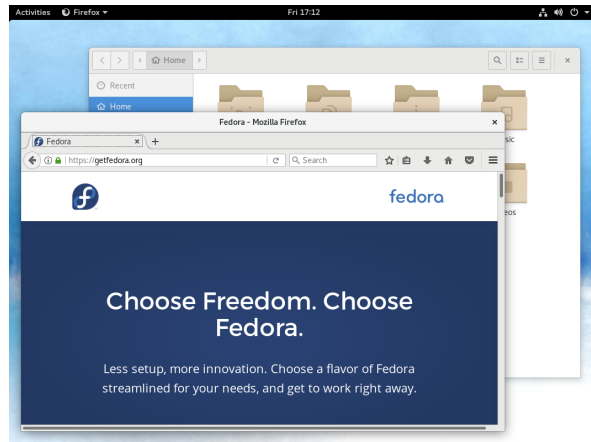 Activities Firefox Fri 17:12
Home
Recent
Home
sic
eos
Fedora - Mozilla Firefox
Fedora
https://getfedora.org Search
fedora
Choose Freedom. Choose
Fedora.
Less setup, more innovation. Choose a flavor of Fedora
streamlined for your needs, and get to work right away.